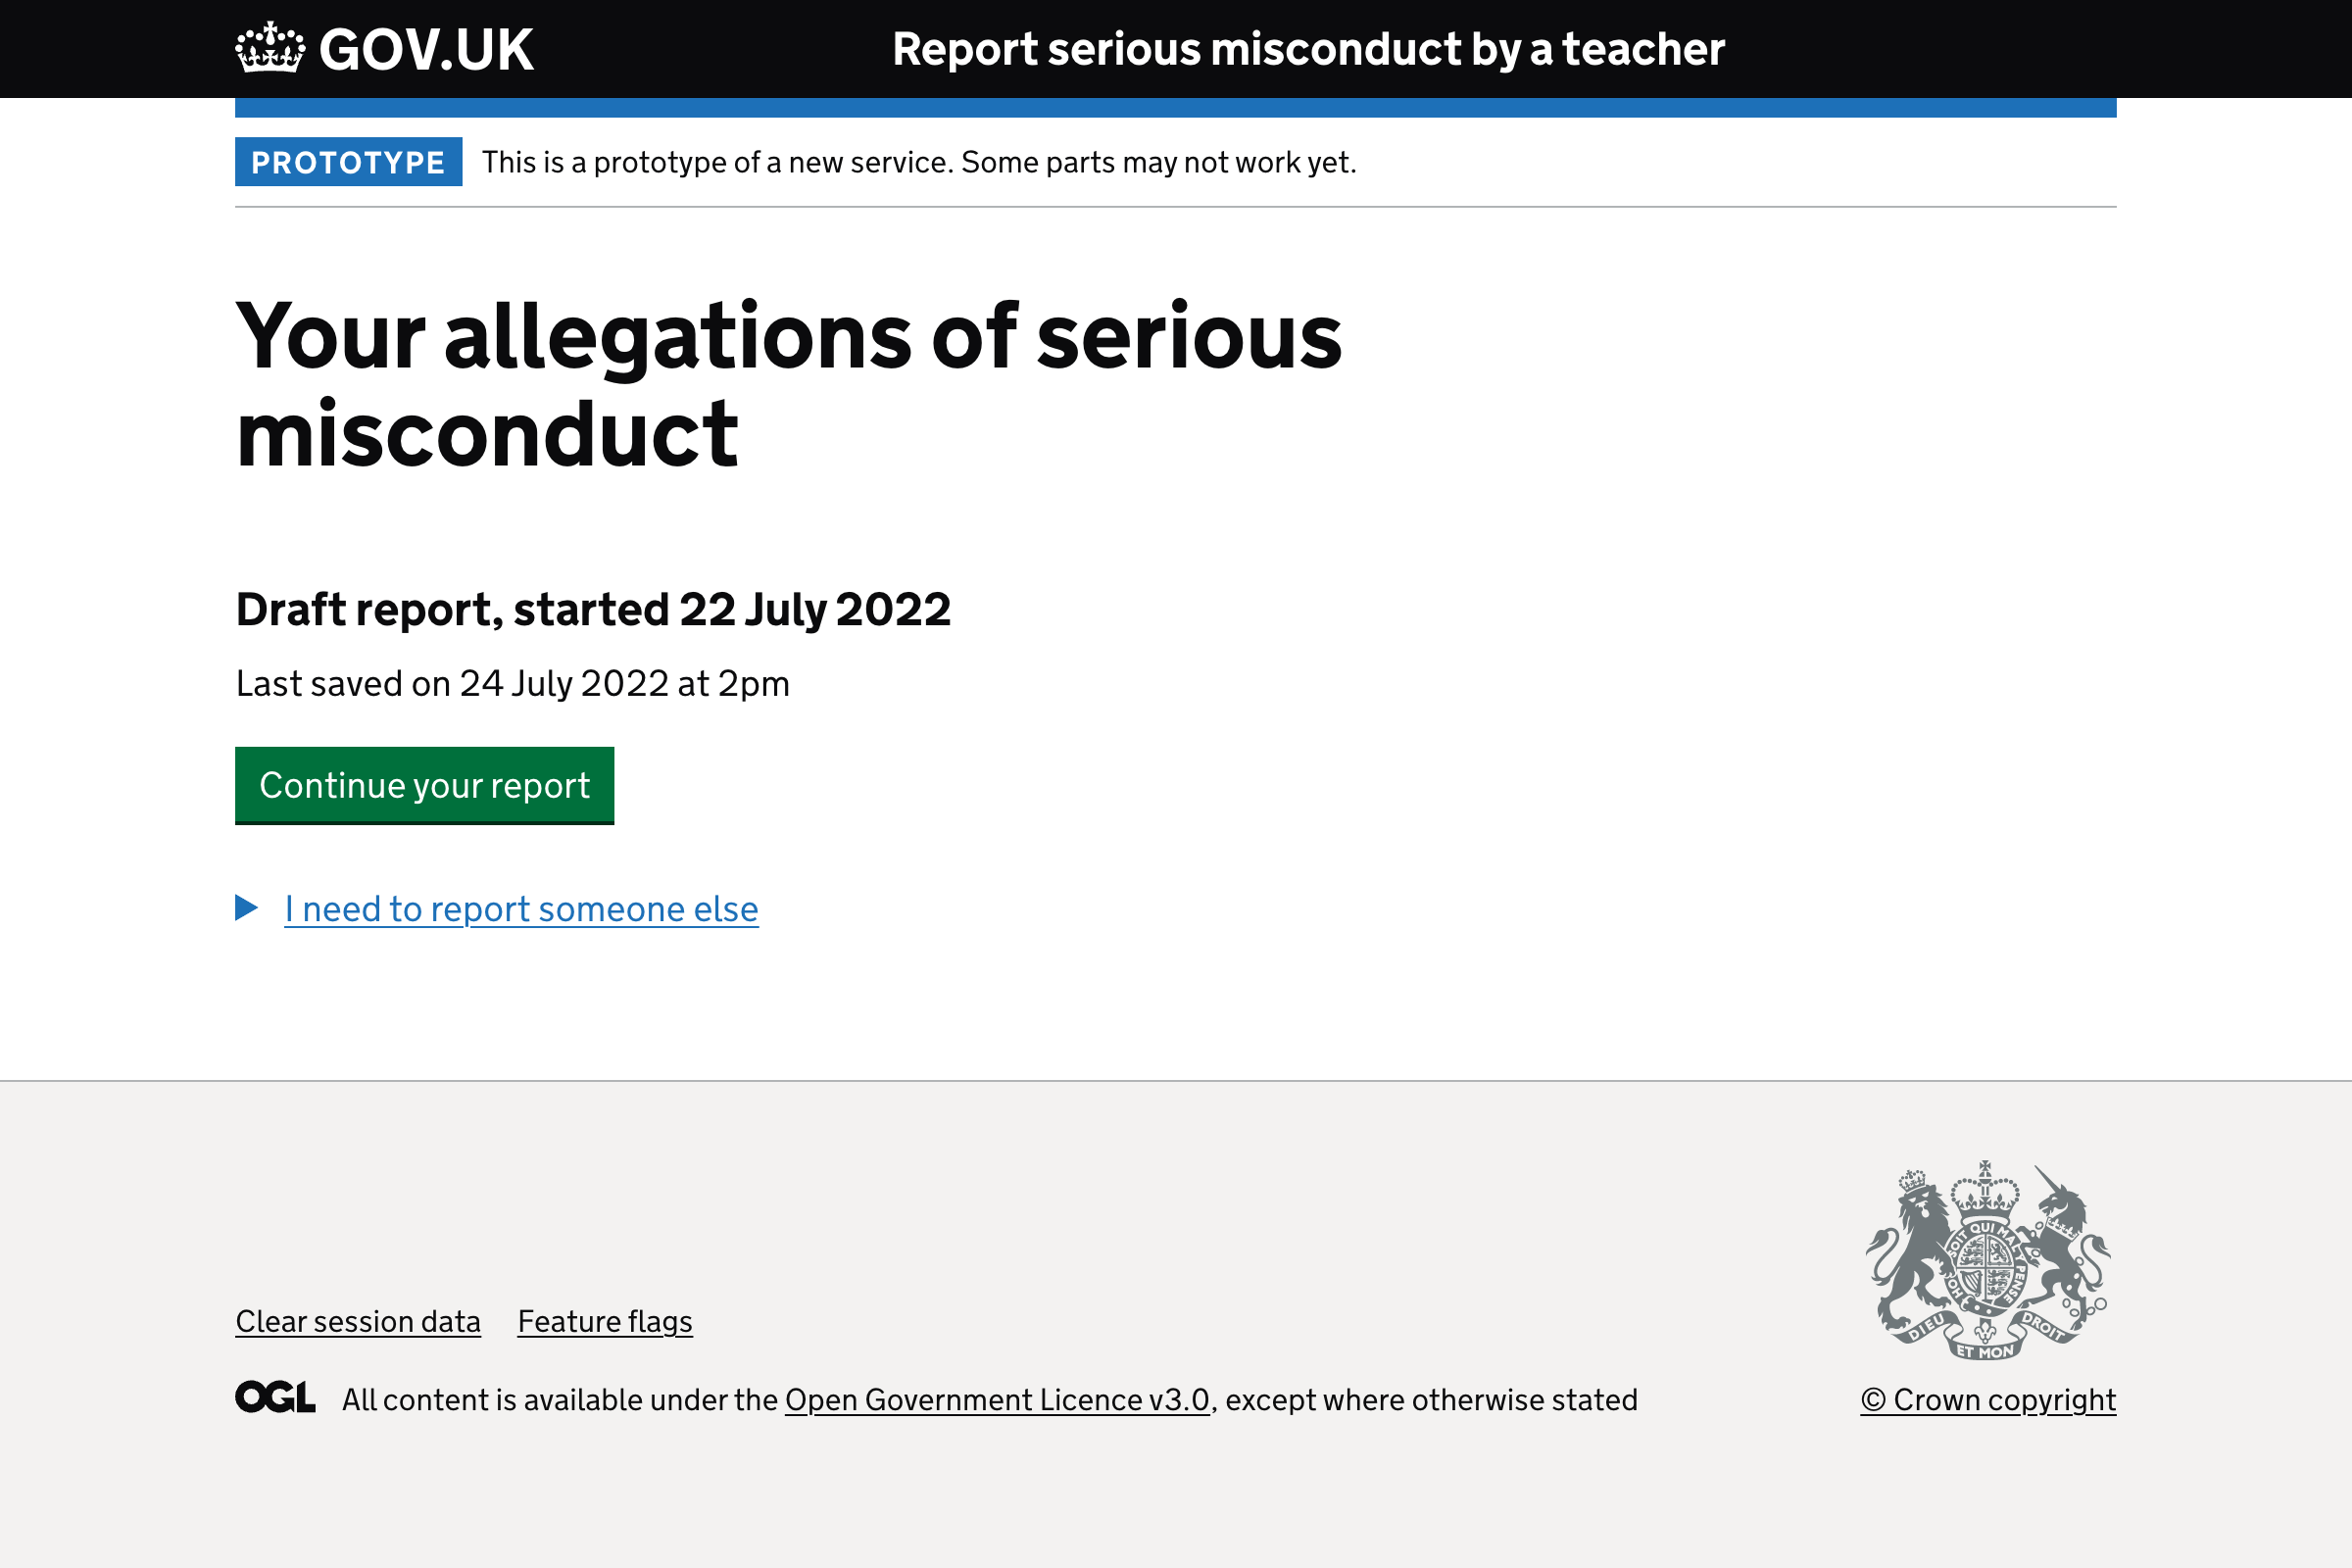 GOV.UK
Report serious misconduct by a teacher
PROTOTYPE
This is a prototype of a new service. Some parts may not work yet.
Your allegations of serious
misconduct
Draft report, started 22 July 2022
Last saved on 24 July 2022 at 2pm
Continue your report
I need to report someone else
SOIT QUI MAL Y PENSE
HO
DIEU ET MON DROIT
Clear session data Feature flags
OGL All content is available under the Open Government Licence v3.0, except where otherwise stated
© Crown copyright